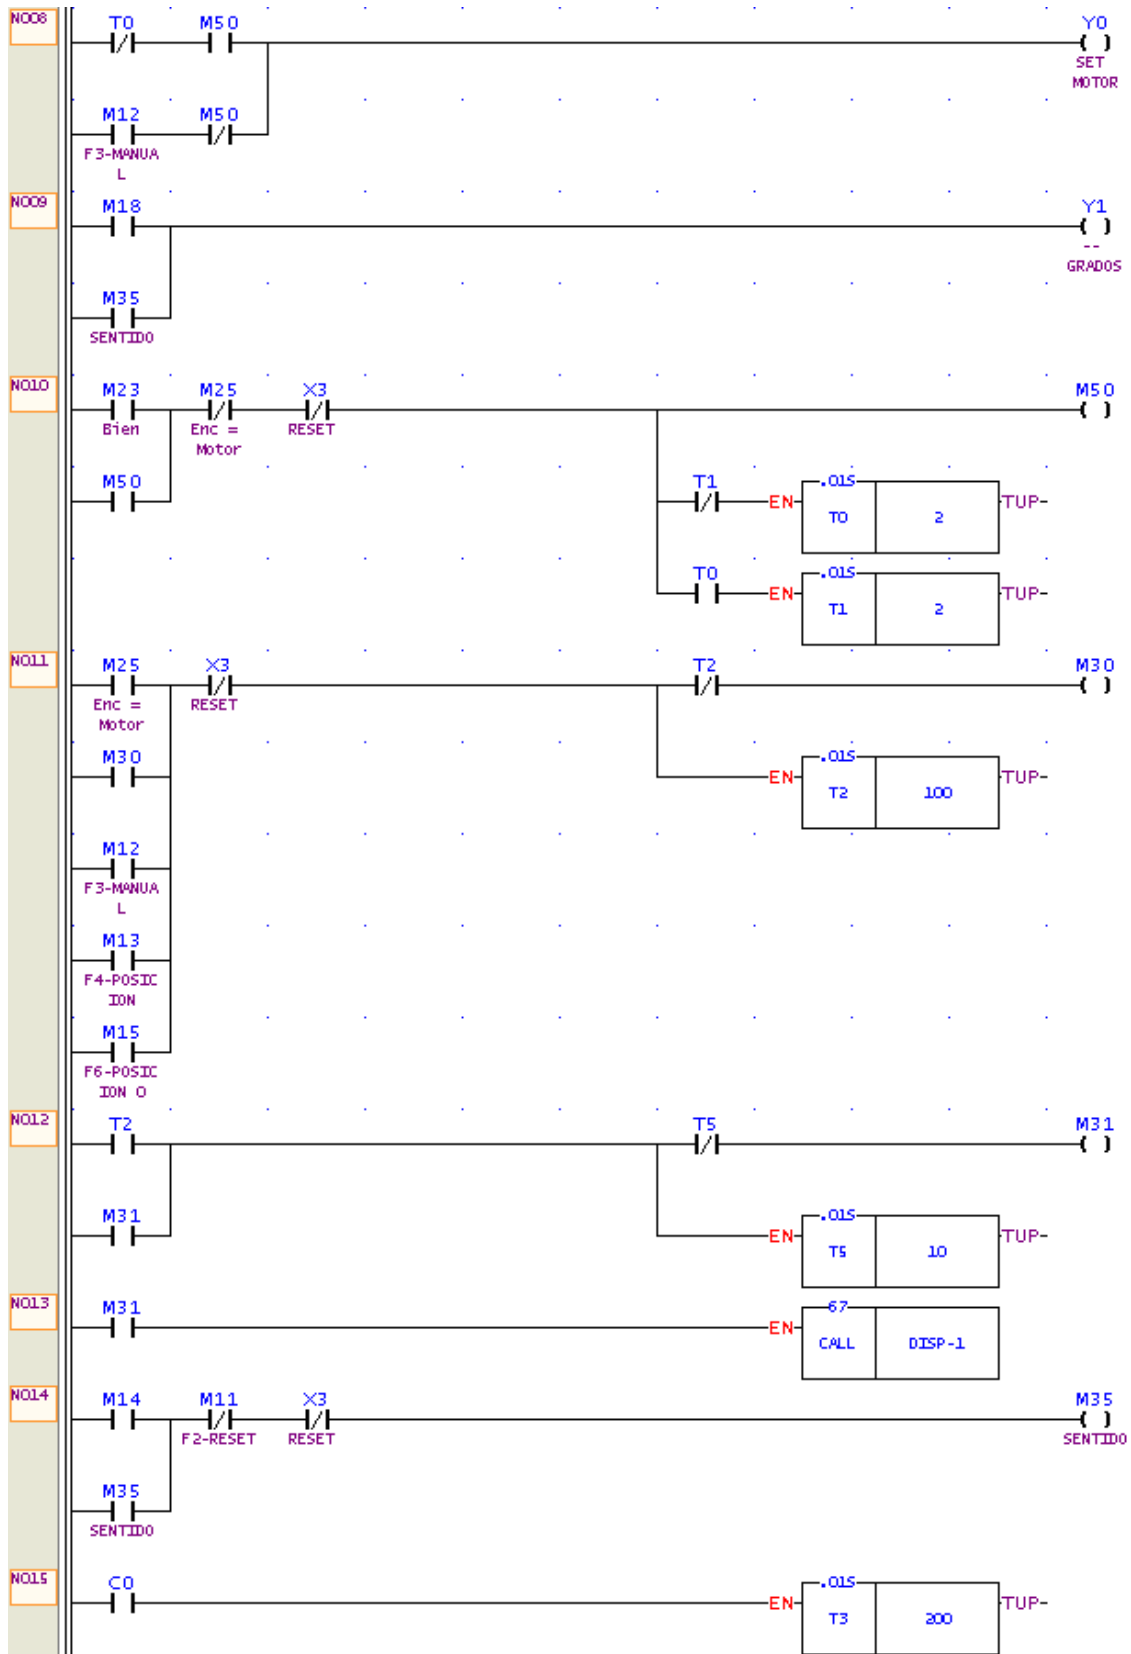 N008
T0 M50 Y0
SET
MOTOR
M12 M50
F3-MANUA
L
N009
M18 Y1
--
GRADOS
M35
SENTIDO
N010
M23 M25 X3 M50
Bien Enc = RESET
Motor
M50 T1 .01S
EN T0 2 TUP
T0 .01S
EN T1 2 TUP
N011
M25 X3 T2 M30
Enc = RESET
Motor
M30 .01S
EN T2 100 TUP
M12
F3-MANUA
L
M13
F4-POSIC
ION
M15
F6-POSIC
ION 0
N012
T2 T5 M31
M31 .01S
EN T5 10 TUP
N013
M31 67
EN CALL DISP-1
N014
M14 M11 X3 M35
F2-RESET RESET SENTIDO
M35
SENTIDO
N015
C0 .01S
EN T3 200 TUP